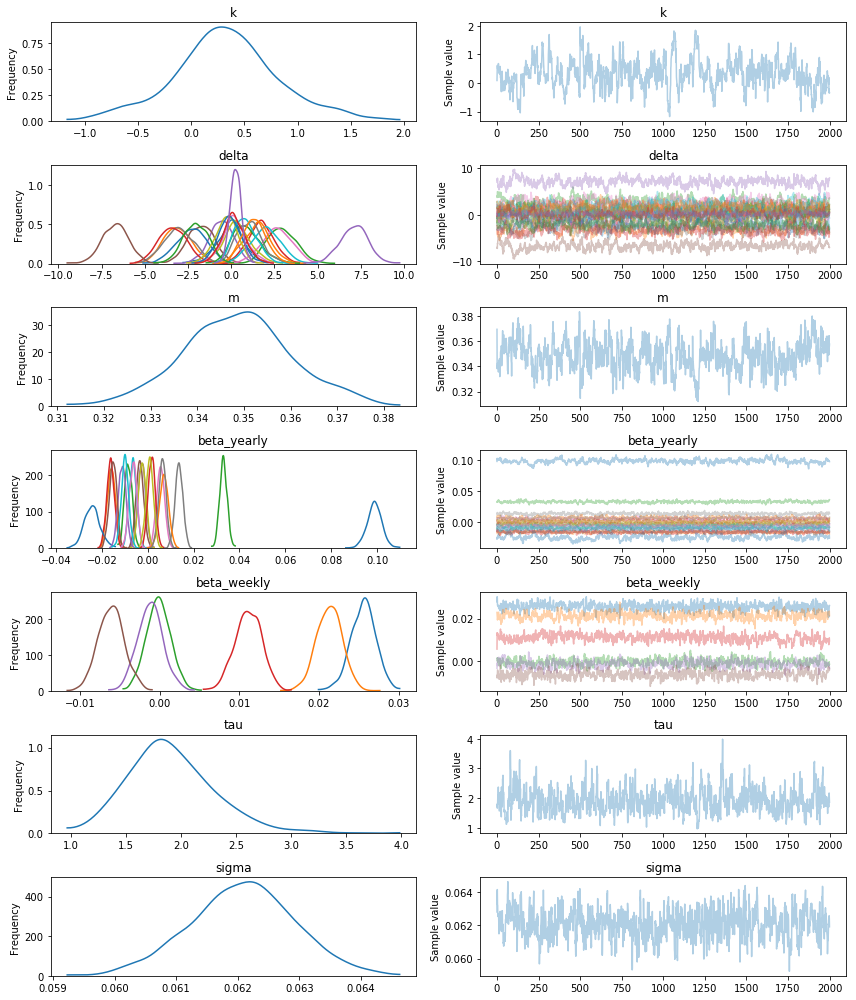 k k
Frequency Sample value
0.00 0.25 0.50 0.75
−1.0 −0.5 0.0 0.5 1.0 1.5 2.0
−1 0 1 2
0 250 500 750 1000 1250 1500 1750 2000
delta delta
Frequency Sample value
0.0 0.5 1.0
−10.0 −7.5 −5.0 −2.5 0.0 2.5 5.0 7.5 10.0
−10 0 10
0 250 500 750 1000 1250 1500 1750 2000
m m
Frequency Sample value
0 10 20 30
0.31 0.32 0.33 0.34 0.35 0.36 0.37 0.38
0.32 0.34 0.36 0.38
0 250 500 750 1000 1250 1500 1750 2000
beta_yearly beta_yearly
Frequency Sample value
0 100 200
−0.04 −0.02 0.00 0.02 0.04 0.06 0.08 0.10
0.00 0.05 0.10
0 250 500 750 1000 1250 1500 1750 2000
beta_weekly beta_weekly
Frequency Sample value
0 100 200
−0.01 0.00 0.01 0.02 0.03
0.00 0.02
0 250 500 750 1000 1250 1500 1750 2000
tau tau
Frequency Sample value
0.0 0.5 1.0
1.0 1.5 2.0 2.5 3.0 3.5 4.0
1 2 3 4
0 250 500 750 1000 1250 1500 1750 2000
sigma sigma
Frequency Sample value
0 200 400
0.059 0.060 0.061 0.062 0.063 0.064
0.060 0.062 0.064
0 250 500 750 1000 1250 1500 1750 2000